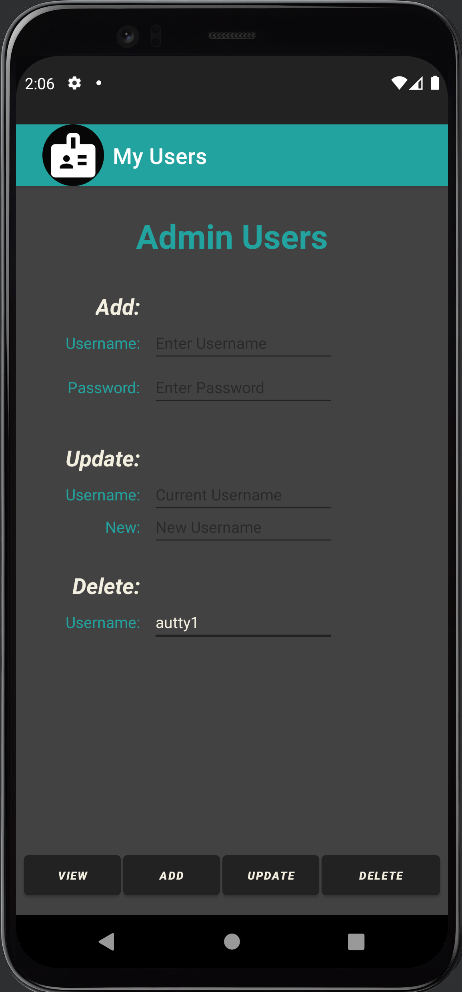 2:06
My Users
Admin Users
Add:
Username: Enter Username
Password: Enter Password
Update:
Username: Current Username
New: New Username
Delete:
Username: autty1
VIEW ADD UPDATE DELETE